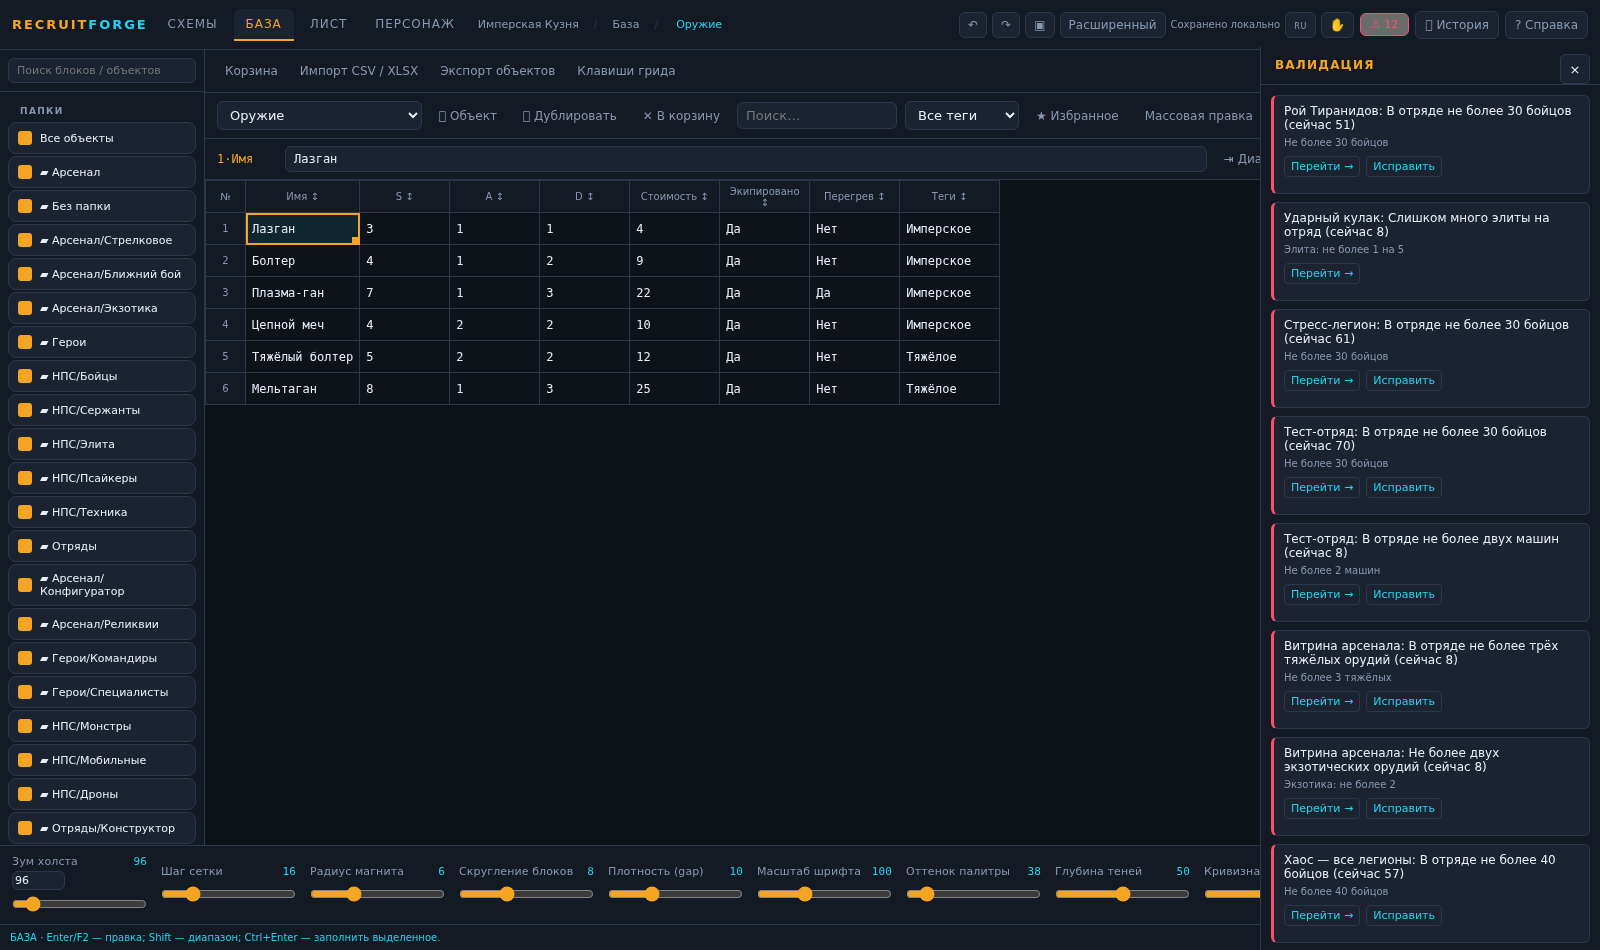 RECRUITFORGE СХЕМЫ БАЗА ЛИСТ ПЕРСОНАЖ Имперская Кузня / База / Оружие ↶ ↷ ▣ Расширенный Сохранено локально RU ✋ ⚠ 12 История ? Справка
Поиск блоков / объектов
ПАПКИ
Все объекты
▰ Арсенал
▰ Без папки
▰ Арсенал/Стрелковое
▰ Арсенал/Ближний бой
▰ Арсенал/Экзотика
▰ Герои
▰ НПС/Бойцы
▰ НПС/Сержанты
▰ НПС/Элита
▰ НПС/Псайкеры
▰ НПС/Техника
▰ Отряды
▰ Арсенал/
Конфигуратор
▰ Арсенал/Реликвии
▰ Герои/Командиры
▰ Герои/Специалисты
▰ НПС/Монстры
▰ НПС/Мобильные
▰ НПС/Дроны
▰ Отряды/Конструктор
Корзина Импорт CSV / XLSX Экспорт объектов Клавиши грида
Оружие Объект Дублировать ✕ В корзину Поиск… Все теги ★ Избранное Массовая правка
1·Имя Лазган ⇥ Диа
№ Имя ↕ S ↕ A ↕ D ↕ Стоимость ↕ Экипировано ↕ Перегрев ↕ Теги ↕
1 Лазган 3 1 1 4 Да Нет Имперское
2 Болтер 4 1 2 9 Да Нет Имперское
3 Плазма-ган 7 1 3 22 Да Да Имперское
4 Цепной меч 4 2 2 10 Да Нет Имперское
5 Тяжёлый болтер 5 2 2 12 Да Нет Тяжёлое
6 Мельтаган 8 1 3 25 Да Нет Тяжёлое
ВАЛИДАЦИЯ ✕
Рой Тиранидов: В отряде не более 30 бойцов
(сейчас 51)
Не более 30 бойцов
Перейти → Исправить
Ударный кулак: Слишком много элиты на
отряд (сейчас 8)
Элита: не более 1 на 5
Перейти →
Стресс-легион: В отряде не более 30 бойцов
(сейчас 61)
Не более 30 бойцов
Перейти → Исправить
Тест-отряд: В отряде не более 30 бойцов
(сейчас 70)
Не более 30 бойцов
Перейти → Исправить
Тест-отряд: В отряде не более двух машин
(сейчас 8)
Не более 2 машин
Перейти → Исправить
Витрина арсенала: В отряде не более трёх
тяжёлых орудий (сейчас 8)
Не более 3 тяжёлых
Перейти → Исправить
Витрина арсенала: Не более двух
экзотических орудий (сейчас 8)
Экзотика: не более 2
Перейти → Исправить
Хаос — все легионы: В отряде не более 40
бойцов (сейчас 57)
Не более 40 бойцов
Перейти → Исправить
Зум холста 96
96
Шаг сетки 16 Радиус магнита 6 Скругление блоков 8 Плотность (gap) 10 Масштаб шрифта 100 Оттенок палитры 38 Глубина теней 50 Кривизна
БАЗА · Enter/F2 — правка; Shift — диапазон; Ctrl+Enter — заполнить выделенное.